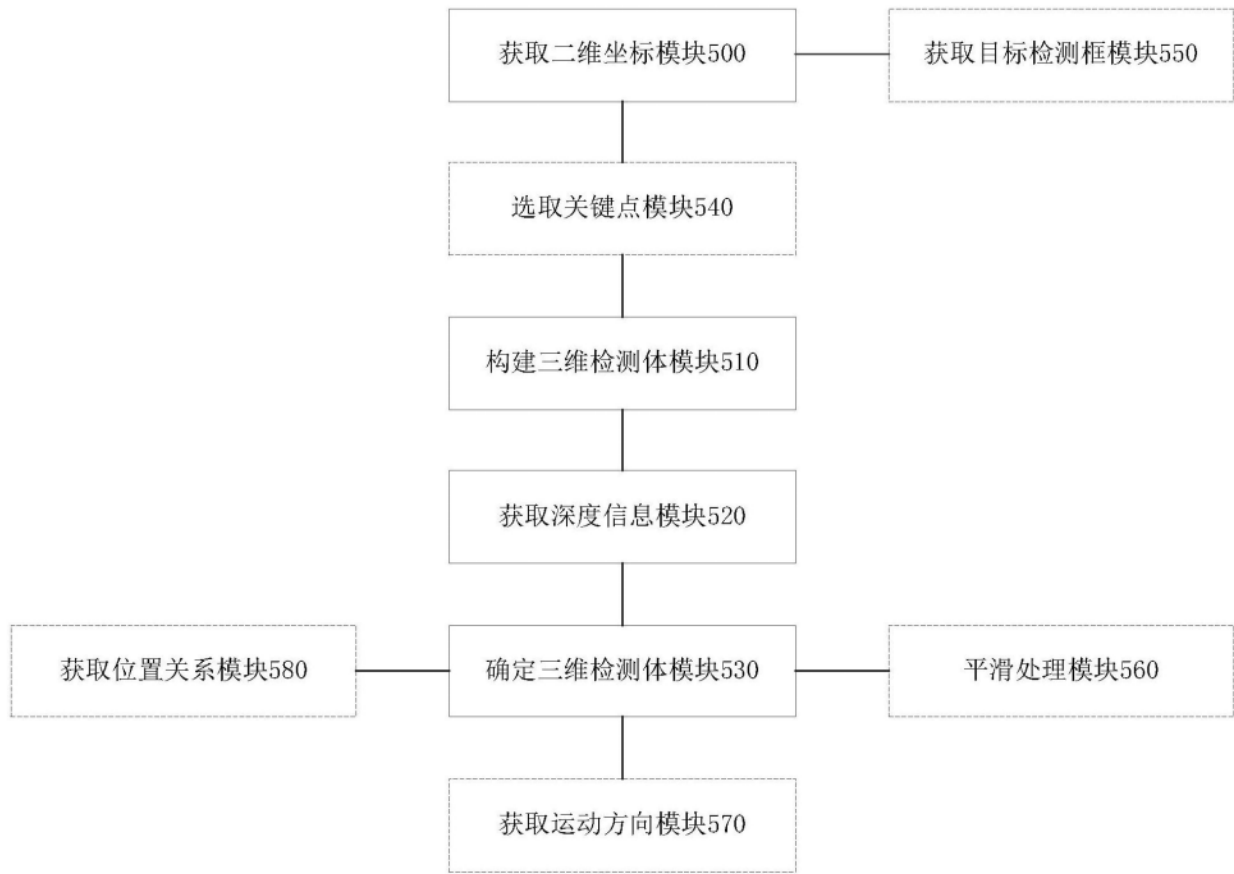 获取二维坐标模块500
获取目标检测框模块550
选取关键点模块540
构建三维检测体模块510
获取深度信息模块520
获取位置关系模块580
确定三维检测体模块530
平滑处理模块560
获取运动方向模块570